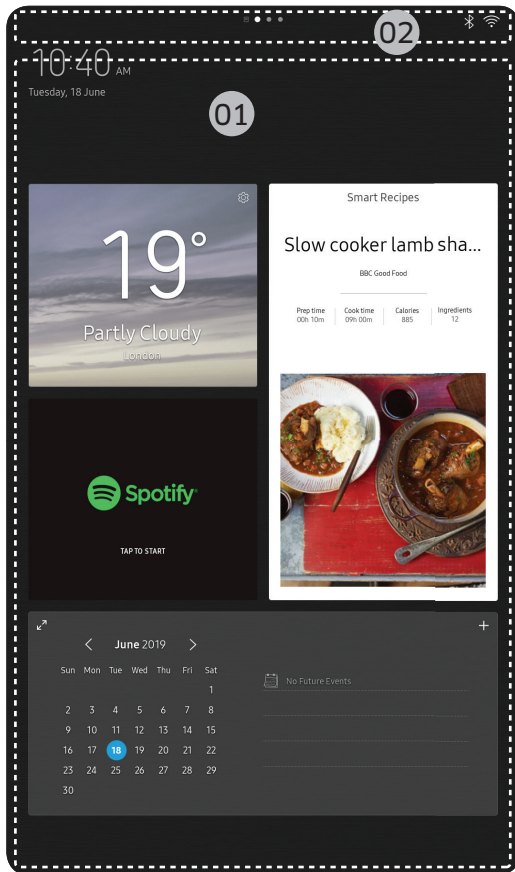 02
10:40 AM
Tuesday, 18 June
01
19°
Partly Cloudy
London
Smart Recipes
Slow cooker lamb sha...
BBC Good Food
Prep time Cook time Calories Ingredients
00h 10m 09h 00m 885 12
Spotify®
TAP TO START
June 2019
Sun Mon Tue Wed Thu Fri Sat
1
2 3 4 5 6 7 8
9 10 11 12 13 14 15
16 17 18 19 20 21 22
23 24 25 26 27 28 29
30
No Future Events